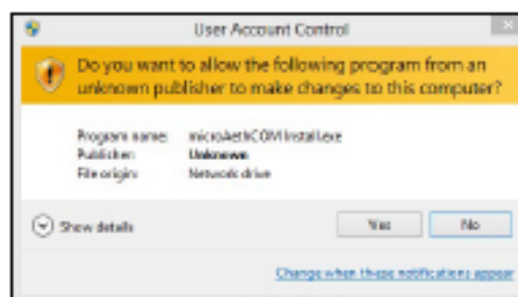 User Account Control
Do you want to allow the following program from an
unknown publisher to make changes to this computer?
Program name: microAethCOM Install.exe
Publisher: Unknown
File origin: Network drive
Show details
Yes
No
Change when these notifications appear